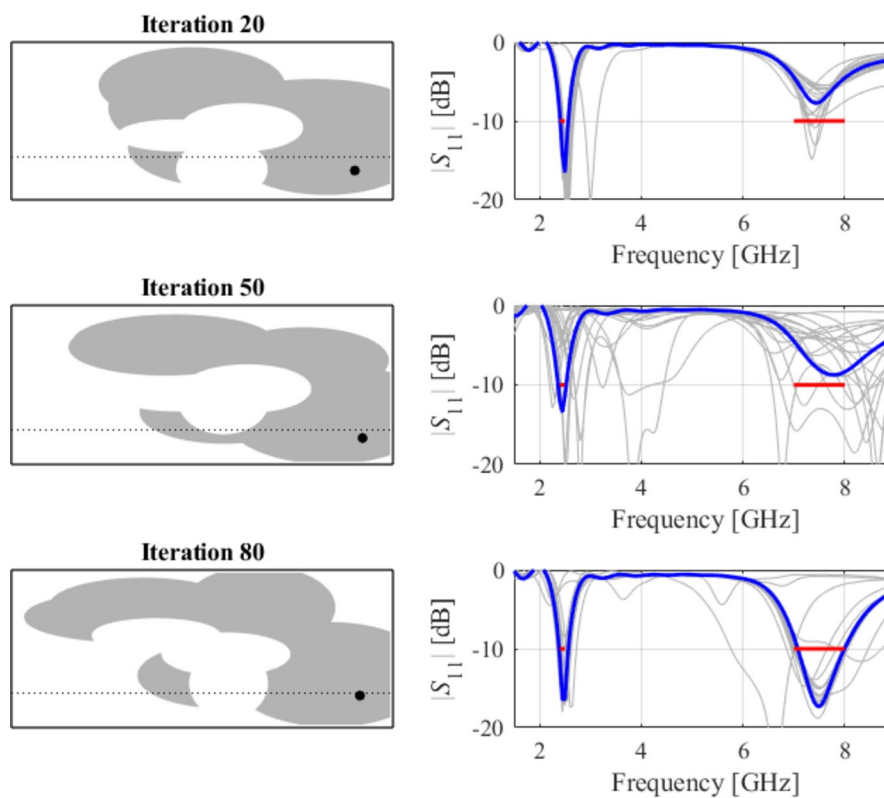 Iteration 20
0
-10
-20
|S11| [dB]
2 4 6 8
Frequency [GHz]
Iteration 50
0
-10
-20
|S11| [dB]
2 4 6 8
Frequency [GHz]
Iteration 80
0
-10
-20
|S11| [dB]
2 4 6 8
Frequency [GHz]